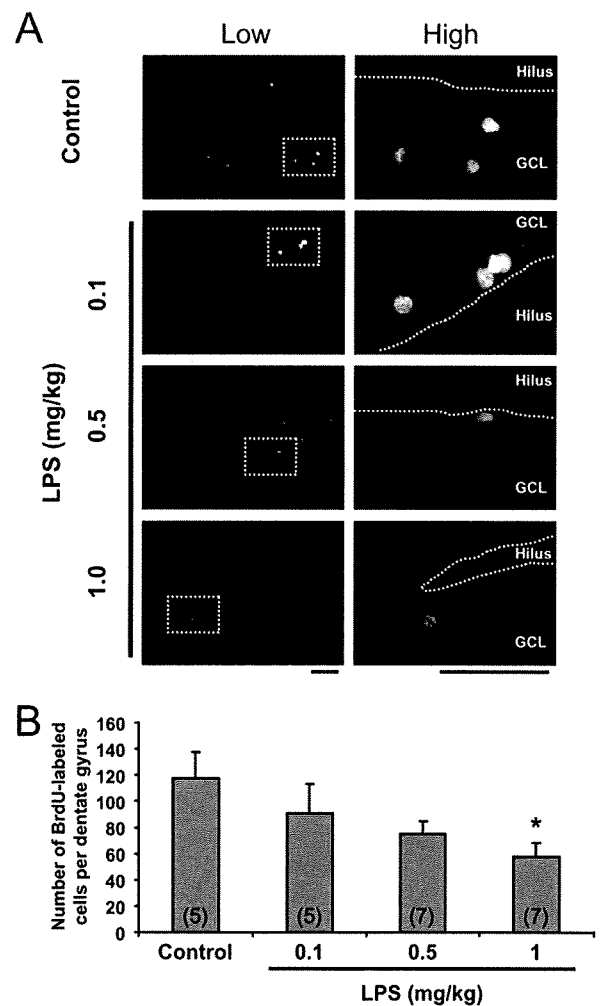 A
Low
High
Control
Hilus
GCL
LPS (mg/kg)
0.1
GCL
Hilus
0.5
Hilus
GCL
1.0
Hilus
GCL
B
Number of BrdU-labeled
cells per dentate gyrus
160
140
120
100
80
60
40
20
0
(5)
(5)
(7)
*
(7)
Control
0.1
0.5
1
LPS (mg/kg)